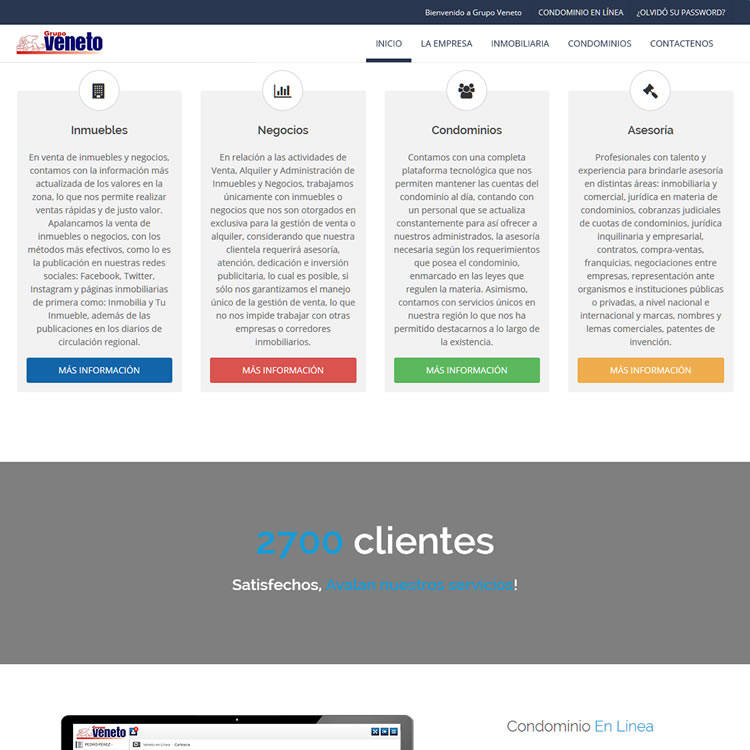 Bienvenido a Grupo Veneto CONDOMINIO EN LÍNEA ¿OLVIDÓ SU PASSWORD?
Grupo
veneto
INICIO LA EMPRESA INMOBILIARIA CONDOMINIOS CONTACTENOS
Inmuebles
En venta de inmuebles y negocios,
contamos con la información más
actualizada de los valores en la
zona, lo que nos permite realizar
ventas rápidas y de justo valor.
Apalancamos la venta de
inmuebles o negocios, con los
métodos más efectivos, como lo es
la publicación en nuestras redes
sociales: Facebook, Twitter,
Instagram y páginas inmobiliarias
de primera como: Inmobilia y Tu
Inmueble, además de las
publicaciones en los diarios de
circulación regional.
MÁS INFORMACIÓN
Negocios
En relación a las actividades de
Venta, Alquiler y Administración de
Inmuebles y Negocios, trabajamos
únicamente con inmuebles o
negocios que nos son otorgados en
exclusiva para la gestión de venta o
alquiler, considerando que nuestra
clientela requerirá asesoría,
atención, dedicación e inversión
publicitaria, lo cual es posible, si
sólo nos garantizamos el manejo
único de la gestión de venta, lo que
no nos impide trabajar con otras
empresas o corredores
inmobiliarios.
MÁS INFORMACIÓN
Condominios
Contamos con una completa
plataforma tecnológica que nos
permiten mantener las cuentas del
condominio al día, contando con
un personal que se actualiza
constantemente para así ofrecer a
nuestros administrados, la asesoría
necesaria según los requerimientos
que posea el condominio,
enmarcado en las leyes que
regulen la materia. Asimismo,
contamos con servicios únicos en
nuestra región lo que nos ha
permitido destacarnos a lo largo de
la existencia.
MÁS INFORMACIÓN
Asesoría
Profesionales con talento y
experiencia para brindarle asesoría
en distintas áreas: inmobiliaria y
comercial, jurídica en materia de
condominios, cobranzas judiciales
de cuotas de condominios, jurídica
inquilinaria y empresarial,
contratos, compra-ventas,
franquicias, negociaciones entre
empresas, representación ante
organismos e instituciones públicas
o privadas, a nivel nacional e
internacional y marcas, nombres y
lemas comerciales, patentes de
invención.
MÁS INFORMACIÓN
2700 clientes
Satisfechos, Avalan nuestros servicios!
Grupo
veneto
PEDRO PEREZ Veneto en Línea Cartelera
Condominio En Linea